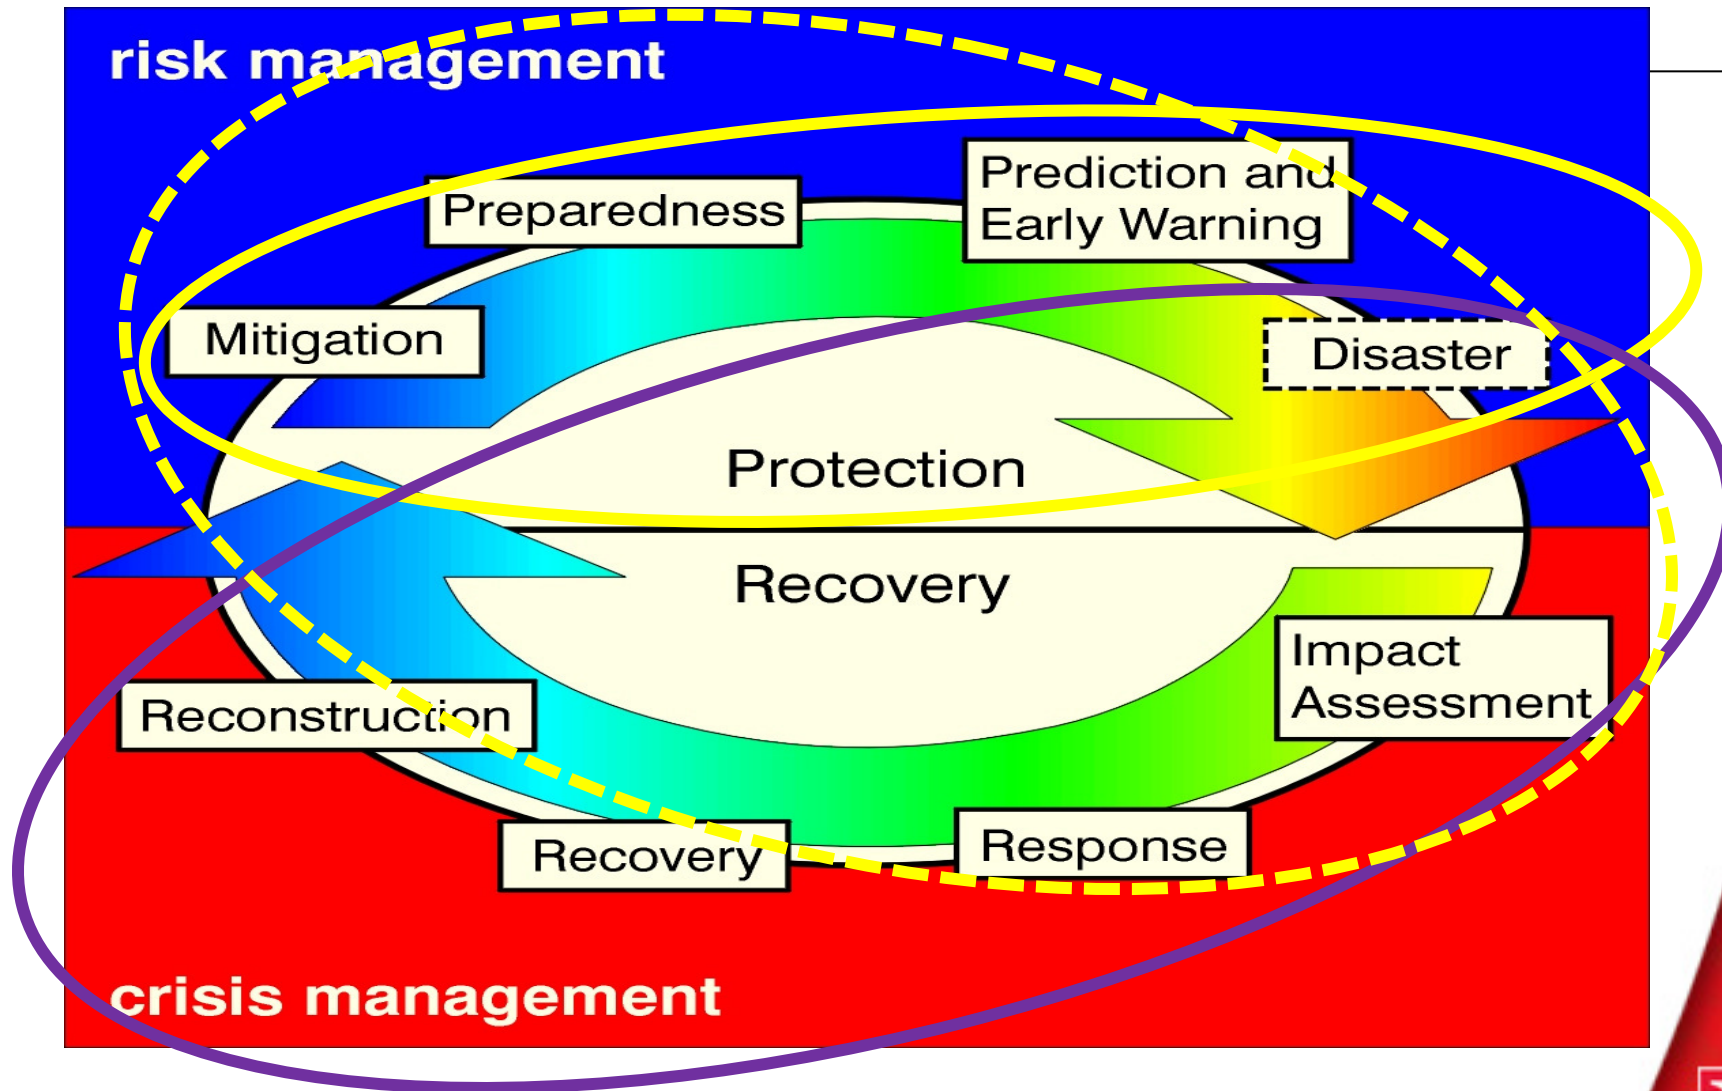 risk management
Prediction and
Early Warning
Preparedness
Mitigation
Disaster
Protection
Recovery
Impact
Assessment
Reconstruction
Response
Recovery
crisis management